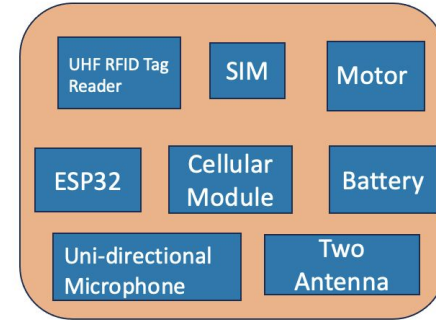 UHF RFID Tag
Reader
SIM
Motor
ESP32
Cellular
Module
Battery
Uni-directional
Microphone
Two
Antenna